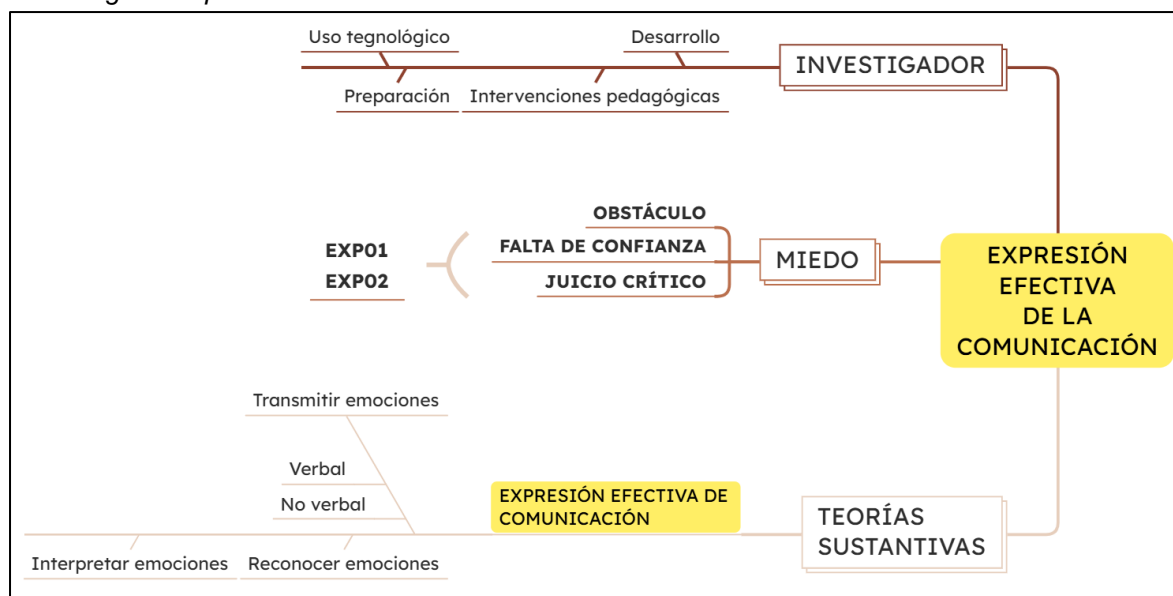 Uso tegnológico
Desarrollo
INVESTIGADOR
Preparación
Intervenciones pedagógicas
OBSTÁCULO
FALTA DE CONFIANZA
JUICIO CRÍTICO
EXP01
EXP02
MIEDO
EXPRESIÓN
EFECTIVA
DE LA
COMUNICACIÓN
Transmitir emociones
Verbal
No verbal
EXPRESIÓN EFECTIVA DE
COMUNICACIÓN
TEORÍAS
SUSTANTIVAS
Interpretar emociones
Reconocer emociones